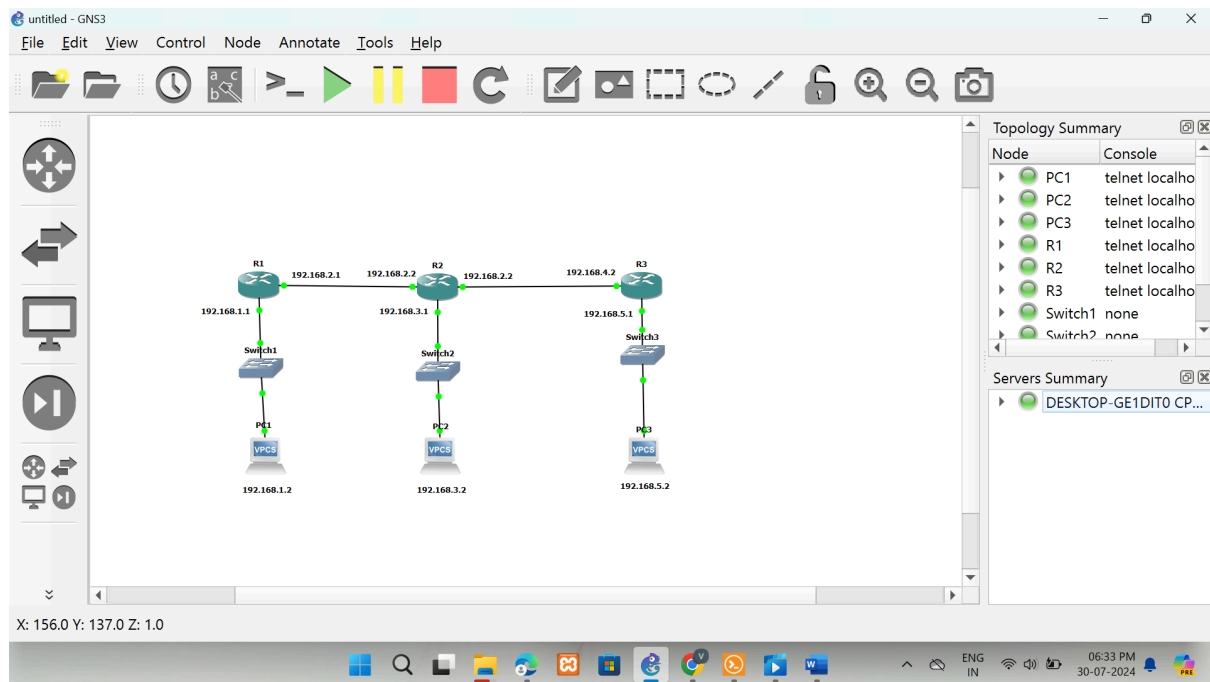 untitled - GNS3
File Edit View Control Node Annotate Tools Help
Topology Summary
Node Console
PC1 telnet localho
PC2 telnet localho
PC3 telnet localho
R1 telnet localho
R2 telnet localho
R3 telnet localho
Switch1 none
Switch2 none
Servers Summary
DESKTOP-GE1DIT0 CP...
R1 R2 R3
192.168.2.1 192.168.2.2 192.168.2.2 192.168.4.2
192.168.1.1 192.168.3.1 192.168.5.1
Switch1 Switch2 Switch3
PC1 PC2 PC3
VPCS VPCS VPCS
192.168.1.2 192.168.3.2 192.168.5.2
X: 156.0 Y: 137.0 Z: 1.0
ENG
IN
06:33 PM
30-07-2024
PRE